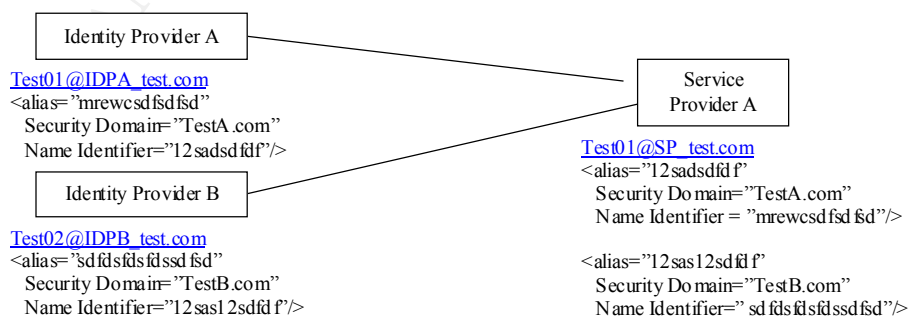 Identity Provider A
Test01@IDPA_test.com
<alias="mrewcsdfsdfsd"
Security Domain="TestA.com"
Name Identifier="12sadsdfdf"/>
Identity Provider B
Test02@IDPB_test.com
<alias="sdfdsfdsfdssdfsd"
Security Domain="TestB.com"
Name Identifier="12sas12sdfdf"/>
Service
Provider A
Test01@SP_test.com
<alias="12sadsdfdf"
Security Domain="TestA.com"
Name Identifier = "mrewcsdfsdfsd"/>
<alias="12sas12sdfdf"
Security Domain="TestB.com"
Name Identifier=" sdfdsfdsfdssdfsd"/>